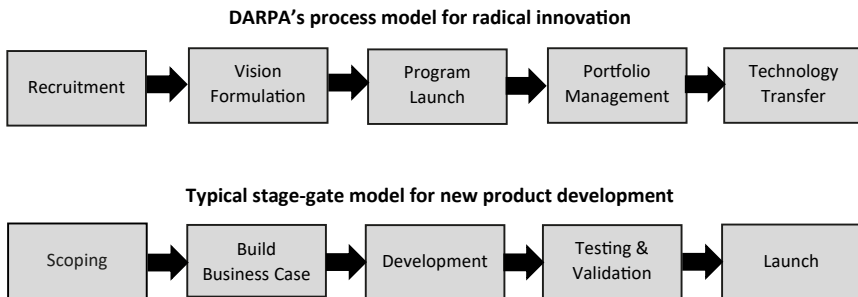 DARPA's process model for radical innovation
Recruitment
Vision
Formulation
Program
Launch
Portfolio
Management
Technology
Transfer
Typical stage-gate model for new product development
Scoping
Build
Business Case
Development
Testing &
Validation
Launch